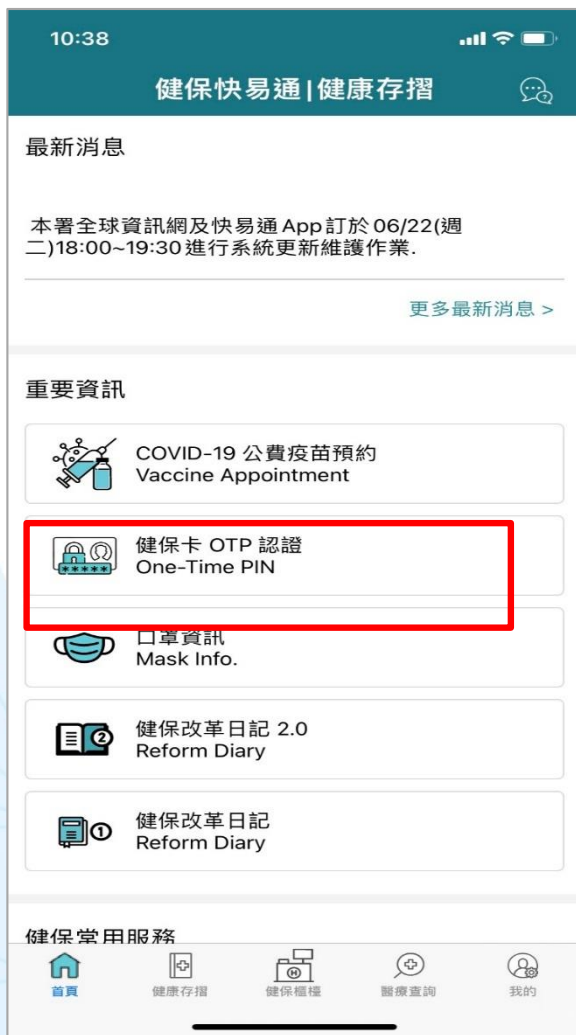 10:38
健保快易通|健康存摺
最新消息
本署全球資訊網及快易通App訂於06/22(週
二)18:00~19:30進行系統更新維護作業.
更多最新消息 >
重要資訊
COVID-19 公費疫苗預約
Vaccine Appointment
健保卡 OTP 認證
One-Time PIN
口罩資訊
Mask Info.
健保改革日記 2.0
Reform Diary
健保改革日記
Reform Diary
健保常用服務
首頁 健康存摺 健保櫃檯 醫療查詢 我的